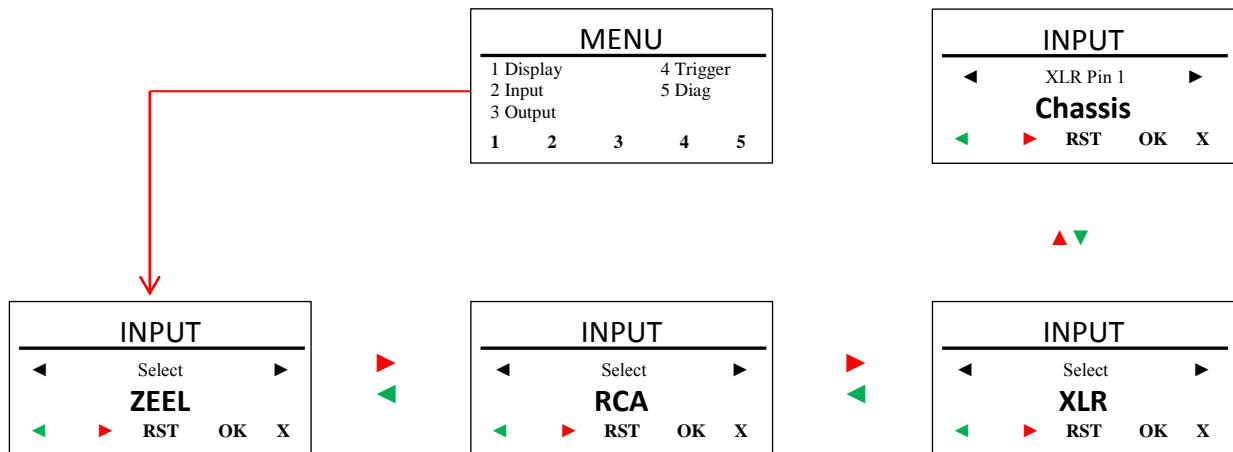 MENU
1 Display 4 Trigger
2 Input 5 Diag
3 Output
1 2 3 4 5
INPUT
◄ XLR Pin 1 ►
Chassis
◄ ► RST OK X
▲ ▼
INPUT
◄ Select ►
ZEEL
◄ ► RST OK X
►
◄
INPUT
◄ Select ►
RCA
◄ ► RST OK X
►
◄
INPUT
◄ Select ►
XLR
◄ ► RST OK X